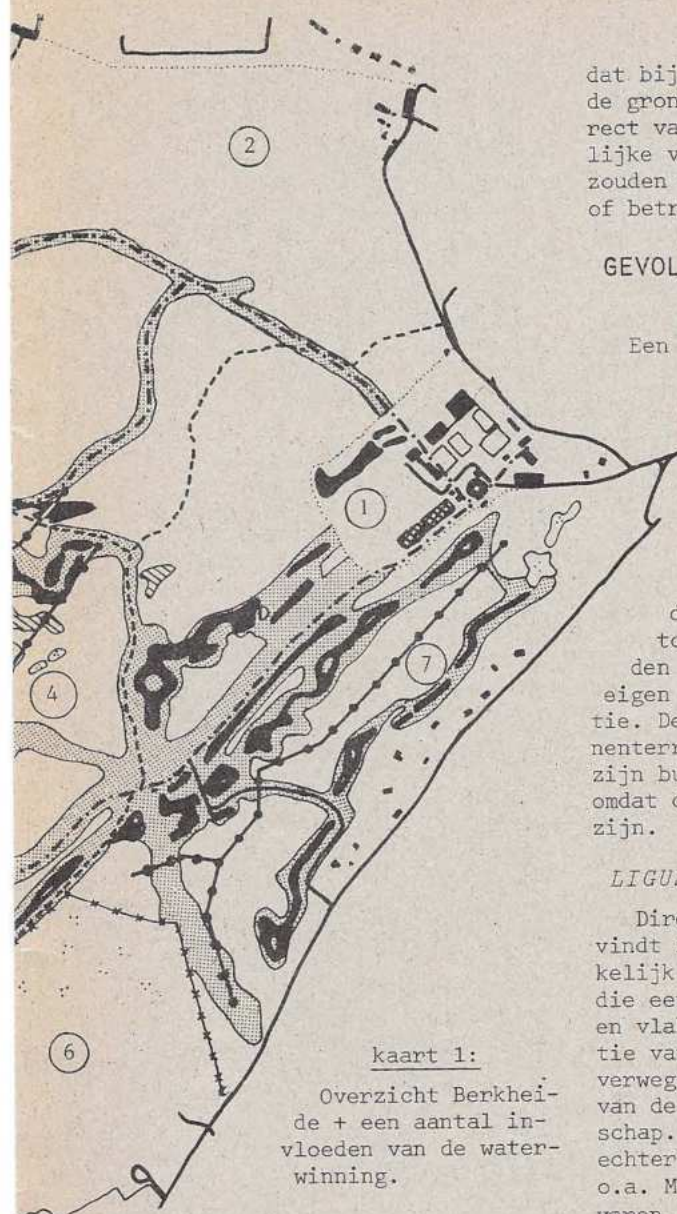 2
1
7
4
6
kaart 1:
Overzicht Berkhei-
de + een aantal in-
vloeden van de water-
winning.
dat bij
de gron
rect va
lijke v
zouden
of betr
GEVOL
Een
to
den
eigen
tie. De
nenterr
zijn bu
omdat
zijn.
LIGU
Dire
vindt
kelijk
die ee
en vla
tie va
verweg
van de
schap.
echter
o.a. M